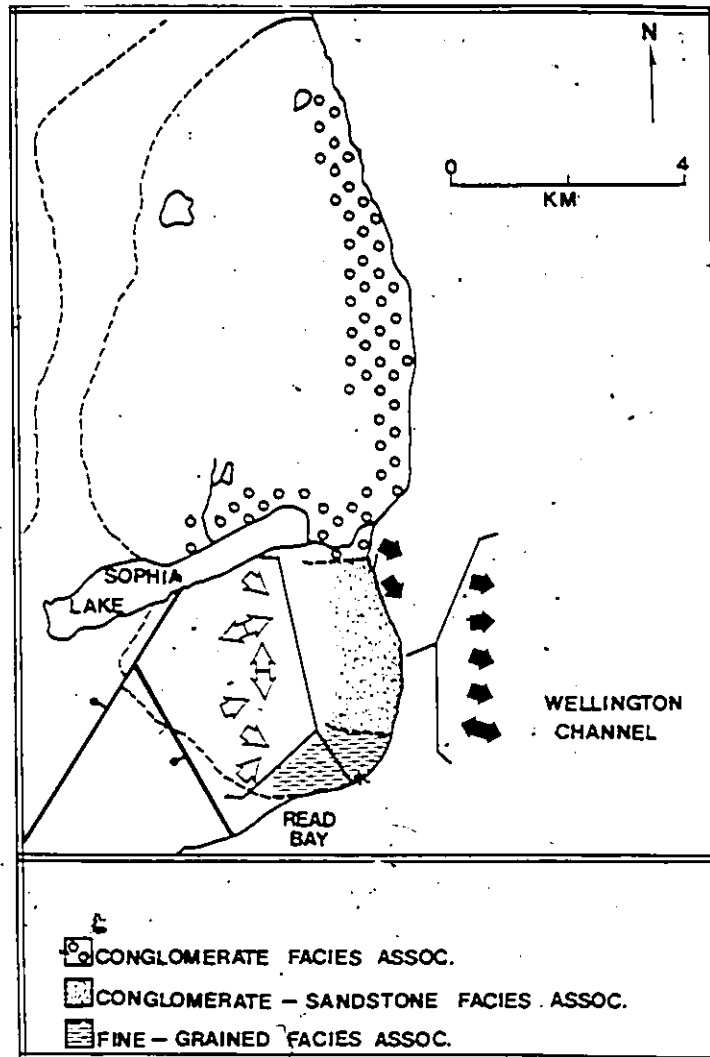 N
0 4
KM
SOPHIA
LAKE
WELLINGTON
CHANNEL
READ
BAY
CONGLOMERATE FACIES ASSOC.
CONGLOMERATE - SANDSTONE FACIES ASSOC.
FINE - GRAINED FACIES ASSOC.